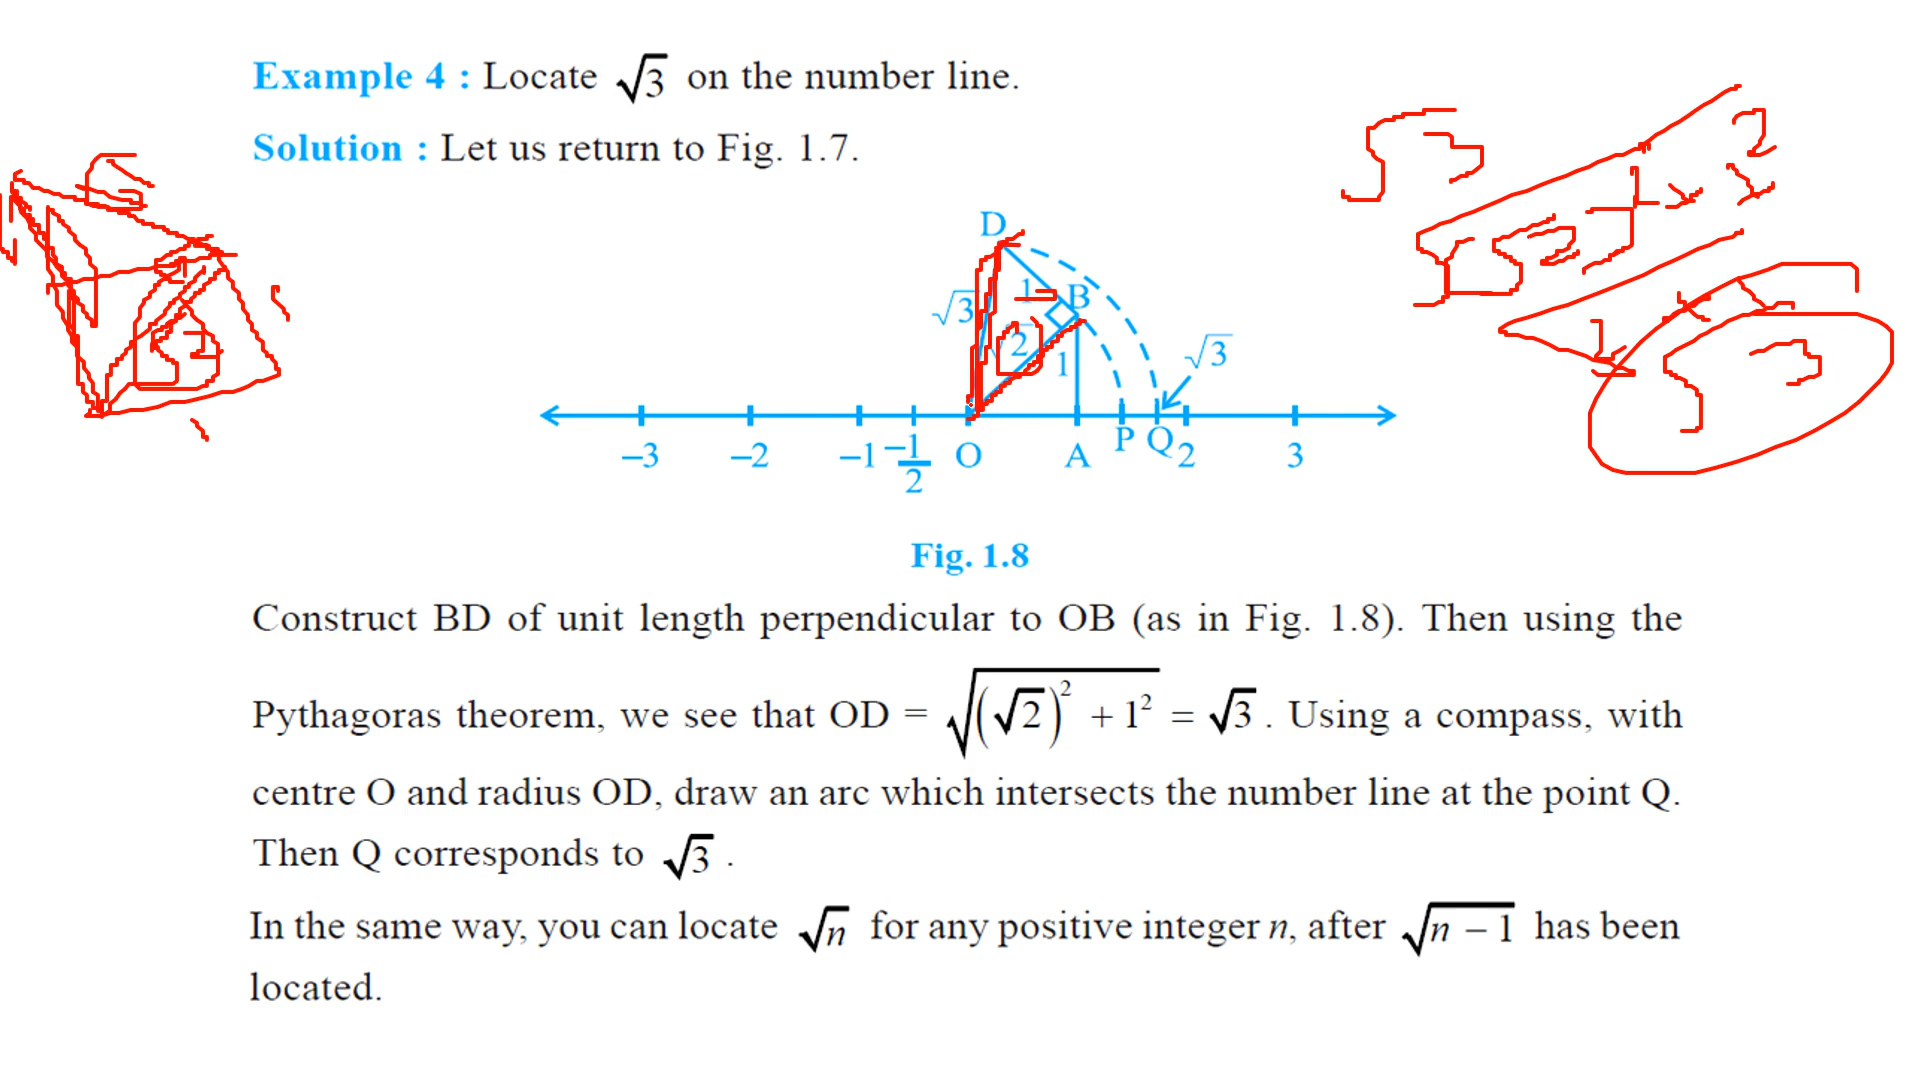 Example 4 : Locate √3 on the number line.
Solution : Let us return to Fig. 1.7.
D
√3
1
B
√2
1
√3
–3 –2 –1 –1/2 O A P Q 2 3
Fig. 1.8
Construct BD of unit length perpendicular to OB (as in Fig. 1.8). Then using the
Pythagoras theorem, we see that OD = √((√2)² + 1²) = √3 . Using a compass, with
centre O and radius OD, draw an arc which intersects the number line at the point Q.
Then Q corresponds to √3 .
In the same way, you can locate √n for any positive integer n, after √(n – 1) has been
located.